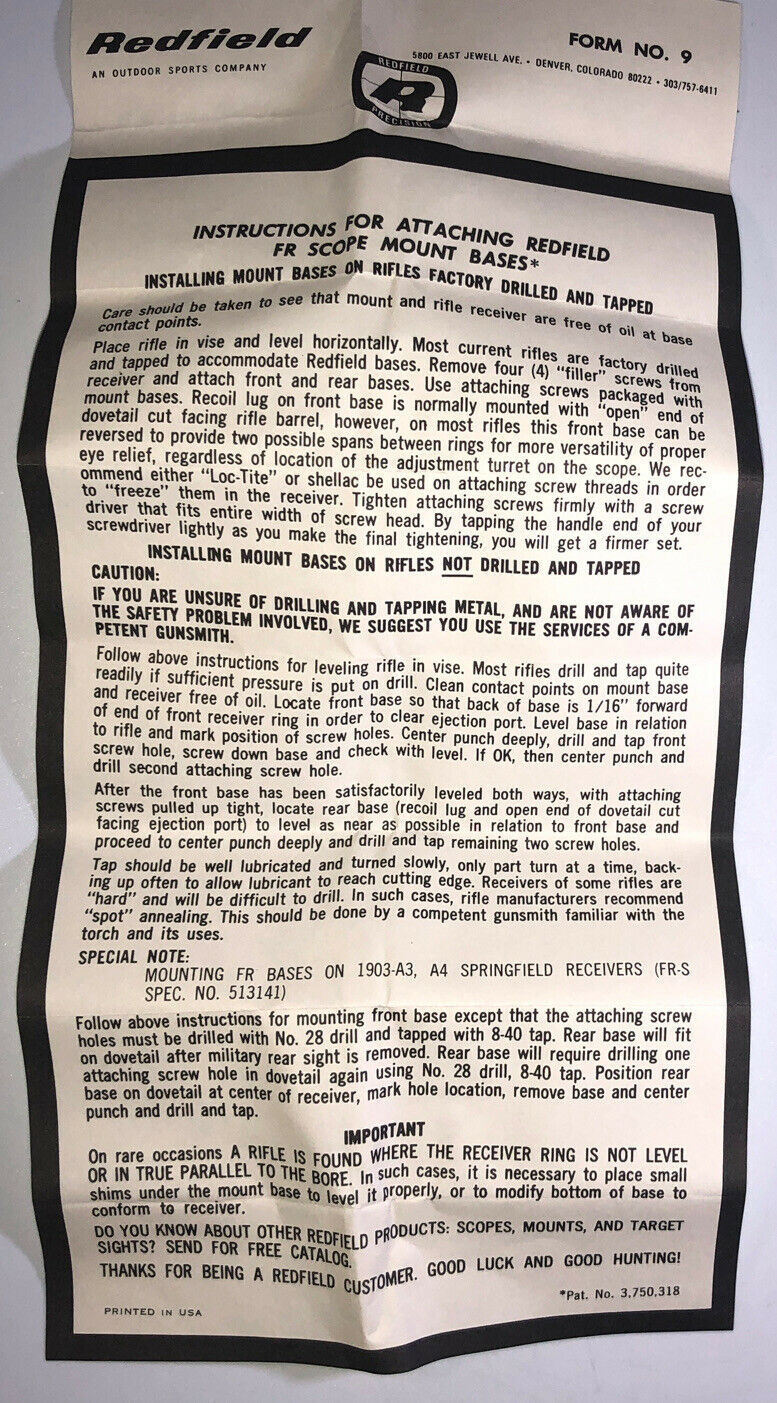 Redfield
AN OUTDOOR SPORTS COMPANY
FORM NO. 9
5800 EAST JEWELL AVE. • DENVER, COLORADO 80222 • 303/757-6411
REDFIELD
R
PRECISION
INSTRUCTIONS FOR ATTACHING REDFIELD
FR SCOPE MOUNT BASES*
INSTALLING MOUNT BASES ON RIFLES FACTORY DRILLED AND TAPPED
Care should be taken to see that mount and rifle receiver are free of oil at base
contact points.
Place rifle in vise and level horizontally. Most current rifles are factory drilled
and tapped to accommodate Redfield bases. Remove four (4) "filler" screws from
receiver and attach front and rear bases. Use attaching screws packaged with
mount bases. Recoil lug on front base is normally mounted with "open" end of
dovetail cut facing rifle barrel, however, on most rifles this front base can be
reversed to provide two possible spans between rings for more versatility of proper
eye relief, regardless of location of the adjustment turret on the scope. We rec-
ommend either "Loc-Tite" or shellac be used on attaching screw threads in order
to "freeze" them in the receiver. Tighten attaching screws firmly with a screw
driver that fits entire width of screw head. By tapping the handle end of your
screwdriver lightly as you make the final tightening, you will get a firmer set.
INSTALLING MOUNT BASES ON RIFLES NOT DRILLED AND TAPPED
CAUTION:
IF YOU ARE UNSURE OF DRILLING AND TAPPING METAL, AND ARE NOT AWARE OF
THE SAFETY PROBLEM INVOLVED, WE SUGGEST YOU USE THE SERVICES OF A COM-
PETENT GUNSMITH.
Follow above instructions for leveling rifle in vise. Most rifles drill and tap quite
readily if sufficient pressure is put on drill. Clean contact points on mount base
and receiver free of oil. Locate front base so that back of base is 1/16" forward
of end of front receiver ring in order to clear ejection port. Level base in relation
to rifle and mark position of screw holes. Center punch deeply, drill and tap front
screw hole, screw down base and check with level. If OK, then center punch and
drill second attaching screw hole.
After the front base has been satisfactorily leveled both ways, with attaching
screws pulled up tight, locate rear base (recoil lug and open end of dovetail cut
facing ejection port) to level as near as possible in relation to front base and
proceed to center punch deeply and drill and tap remaining two screw holes.
Tap should be well lubricated and turned slowly, only part turn at a time, back-
ing up often to allow lubricant to reach cutting edge. Receivers of some rifles are
"hard" and will be difficult to drill. In such cases, rifle manufacturers recommend
"spot" annealing. This should be done by a competent gunsmith familiar with the
torch and its uses.
SPECIAL NOTE:
MOUNTING FR BASES ON 1903-A3, A4 SPRINGFIELD RECEIVERS (FR-S
SPEC. NO. 513141)
Follow above instructions for mounting front base except that the attaching screw
holes must be drilled with No. 28 drill and tapped with 8-40 tap. Rear base will fit
on dovetail after military rear sight is removed. Rear base will require drilling one
attaching screw hole in dovetail again using No. 28 drill, 8-40 tap. Position rear
base on dovetail at center of receiver, mark hole location, remove base and center
punch and drill and tap.
IMPORTANT
On rare occasions A RIFLE IS FOUND WHERE THE RECEIVER RING IS NOT LEVEL
OR IN TRUE PARALLEL TO THE BORE. In such cases, it is necessary to place small
shims under the mount base to level it properly, or to modify bottom of base to
conform to receiver.
DO YOU KNOW ABOUT OTHER REDFIELD PRODUCTS: SCOPES, MOUNTS, AND TARGET
SIGHTS? SEND FOR FREE CATALOG.
THANKS FOR BEING A REDFIELD CUSTOMER. GOOD LUCK AND GOOD HUNTING!
*Pat. No. 3,750,318
PRINTED IN USA